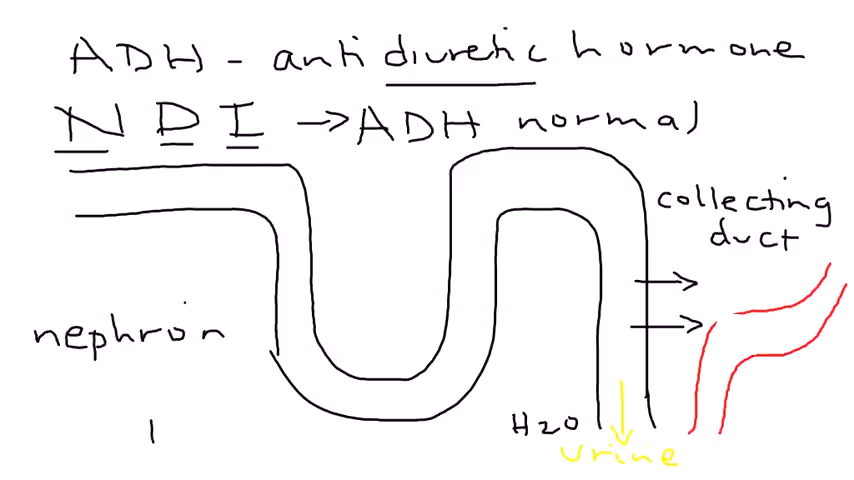 ADH - antidiuretic hormone
NDI → ADH normal
collecting
duct
nephron
H2O
urine